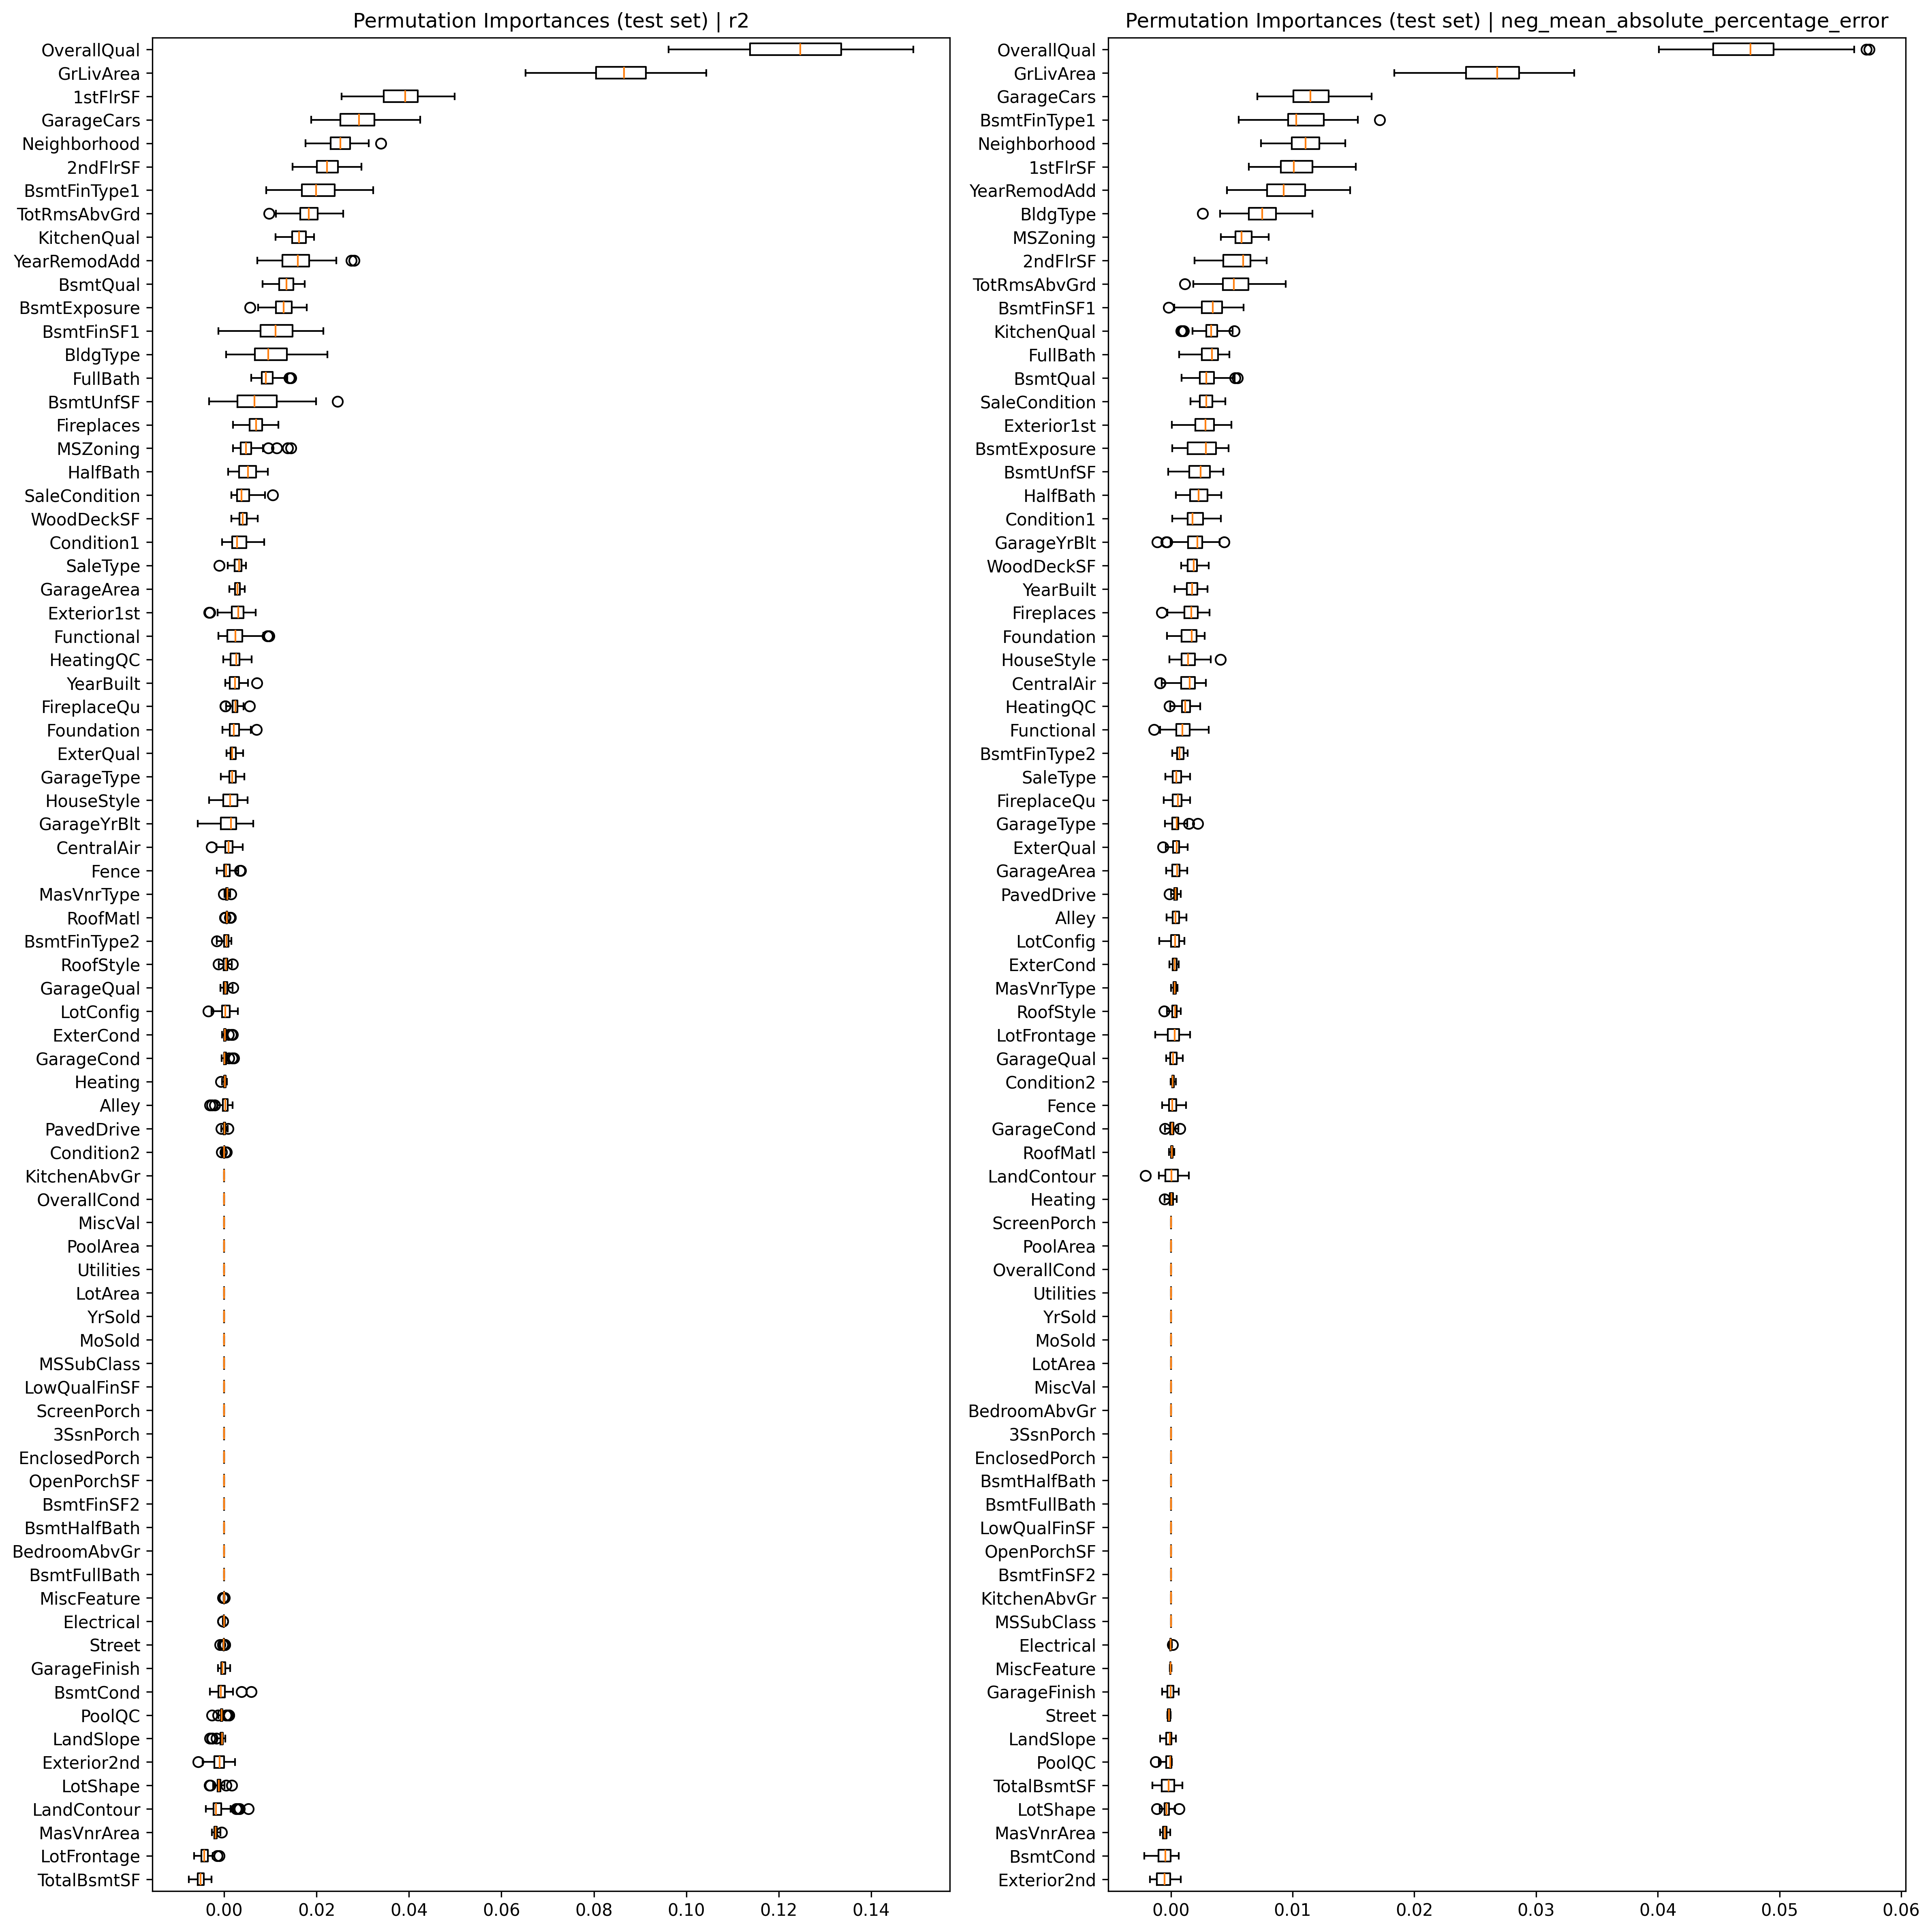 Permutation Importances (test set) | r2
OverallQual
GrLivArea
1stFlrSF
GarageCars
Neighborhood
2ndFlrSF
BsmtFinType1
TotRmsAbvGrd
KitchenQual
YearRemodAdd
BsmtQual
BsmtExposure
BsmtFinSF1
BldgType
FullBath
BsmtUnfSF
Fireplaces
MSZoning
HalfBath
SaleCondition
WoodDeckSF
Condition1
SaleType
GarageArea
Exterior1st
Functional
HeatingQC
YearBuilt
FireplaceQu
Foundation
ExterQual
GarageType
HouseStyle
GarageYrBlt
CentralAir
Fence
MasVnrType
RoofMatl
BsmtFinType2
RoofStyle
GarageQual
LotConfig
ExterCond
GarageCond
Heating
Alley
PavedDrive
Condition2
KitchenAbvGr
OverallCond
MiscVal
PoolArea
Utilities
LotArea
YrSold
MoSold
MSSubClass
LowQualFinSF
ScreenPorch
3SsnPorch
EnclosedPorch
OpenPorchSF
BsmtFinSF2
BsmtHalfBath
BedroomAbvGr
BsmtFullBath
MiscFeature
Electrical
Street
GarageFinish
BsmtCond
PoolQC
LandSlope
Exterior2nd
LotShape
LandContour
MasVnrArea
LotFrontage
TotalBsmtSF
0.00 0.02 0.04 0.06 0.08 0.10 0.12 0.14
Permutation Importances (test set) | neg_mean_absolute_percentage_error
OverallQual
GrLivArea
GarageCars
BsmtFinType1
Neighborhood
1stFlrSF
YearRemodAdd
BldgType
MSZoning
2ndFlrSF
TotRmsAbvGrd
BsmtFinSF1
KitchenQual
FullBath
BsmtQual
SaleCondition
Exterior1st
BsmtExposure
BsmtUnfSF
HalfBath
Condition1
GarageYrBlt
WoodDeckSF
YearBuilt
Fireplaces
Foundation
HouseStyle
CentralAir
HeatingQC
Functional
BsmtFinType2
SaleType
FireplaceQu
GarageType
ExterQual
GarageArea
PavedDrive
Alley
LotConfig
ExterCond
MasVnrType
RoofStyle
LotFrontage
GarageQual
Condition2
Fence
GarageCond
RoofMatl
LandContour
Heating
ScreenPorch
PoolArea
OverallCond
Utilities
YrSold
MoSold
LotArea
MiscVal
BedroomAbvGr
3SsnPorch
EnclosedPorch
BsmtHalfBath
BsmtFullBath
LowQualFinSF
OpenPorchSF
BsmtFinSF2
KitchenAbvGr
MSSubClass
Electrical
MiscFeature
GarageFinish
Street
LandSlope
PoolQC
TotalBsmtSF
LotShape
MasVnrArea
BsmtCond
Exterior2nd
0.00 0.01 0.02 0.03 0.04 0.05 0.06